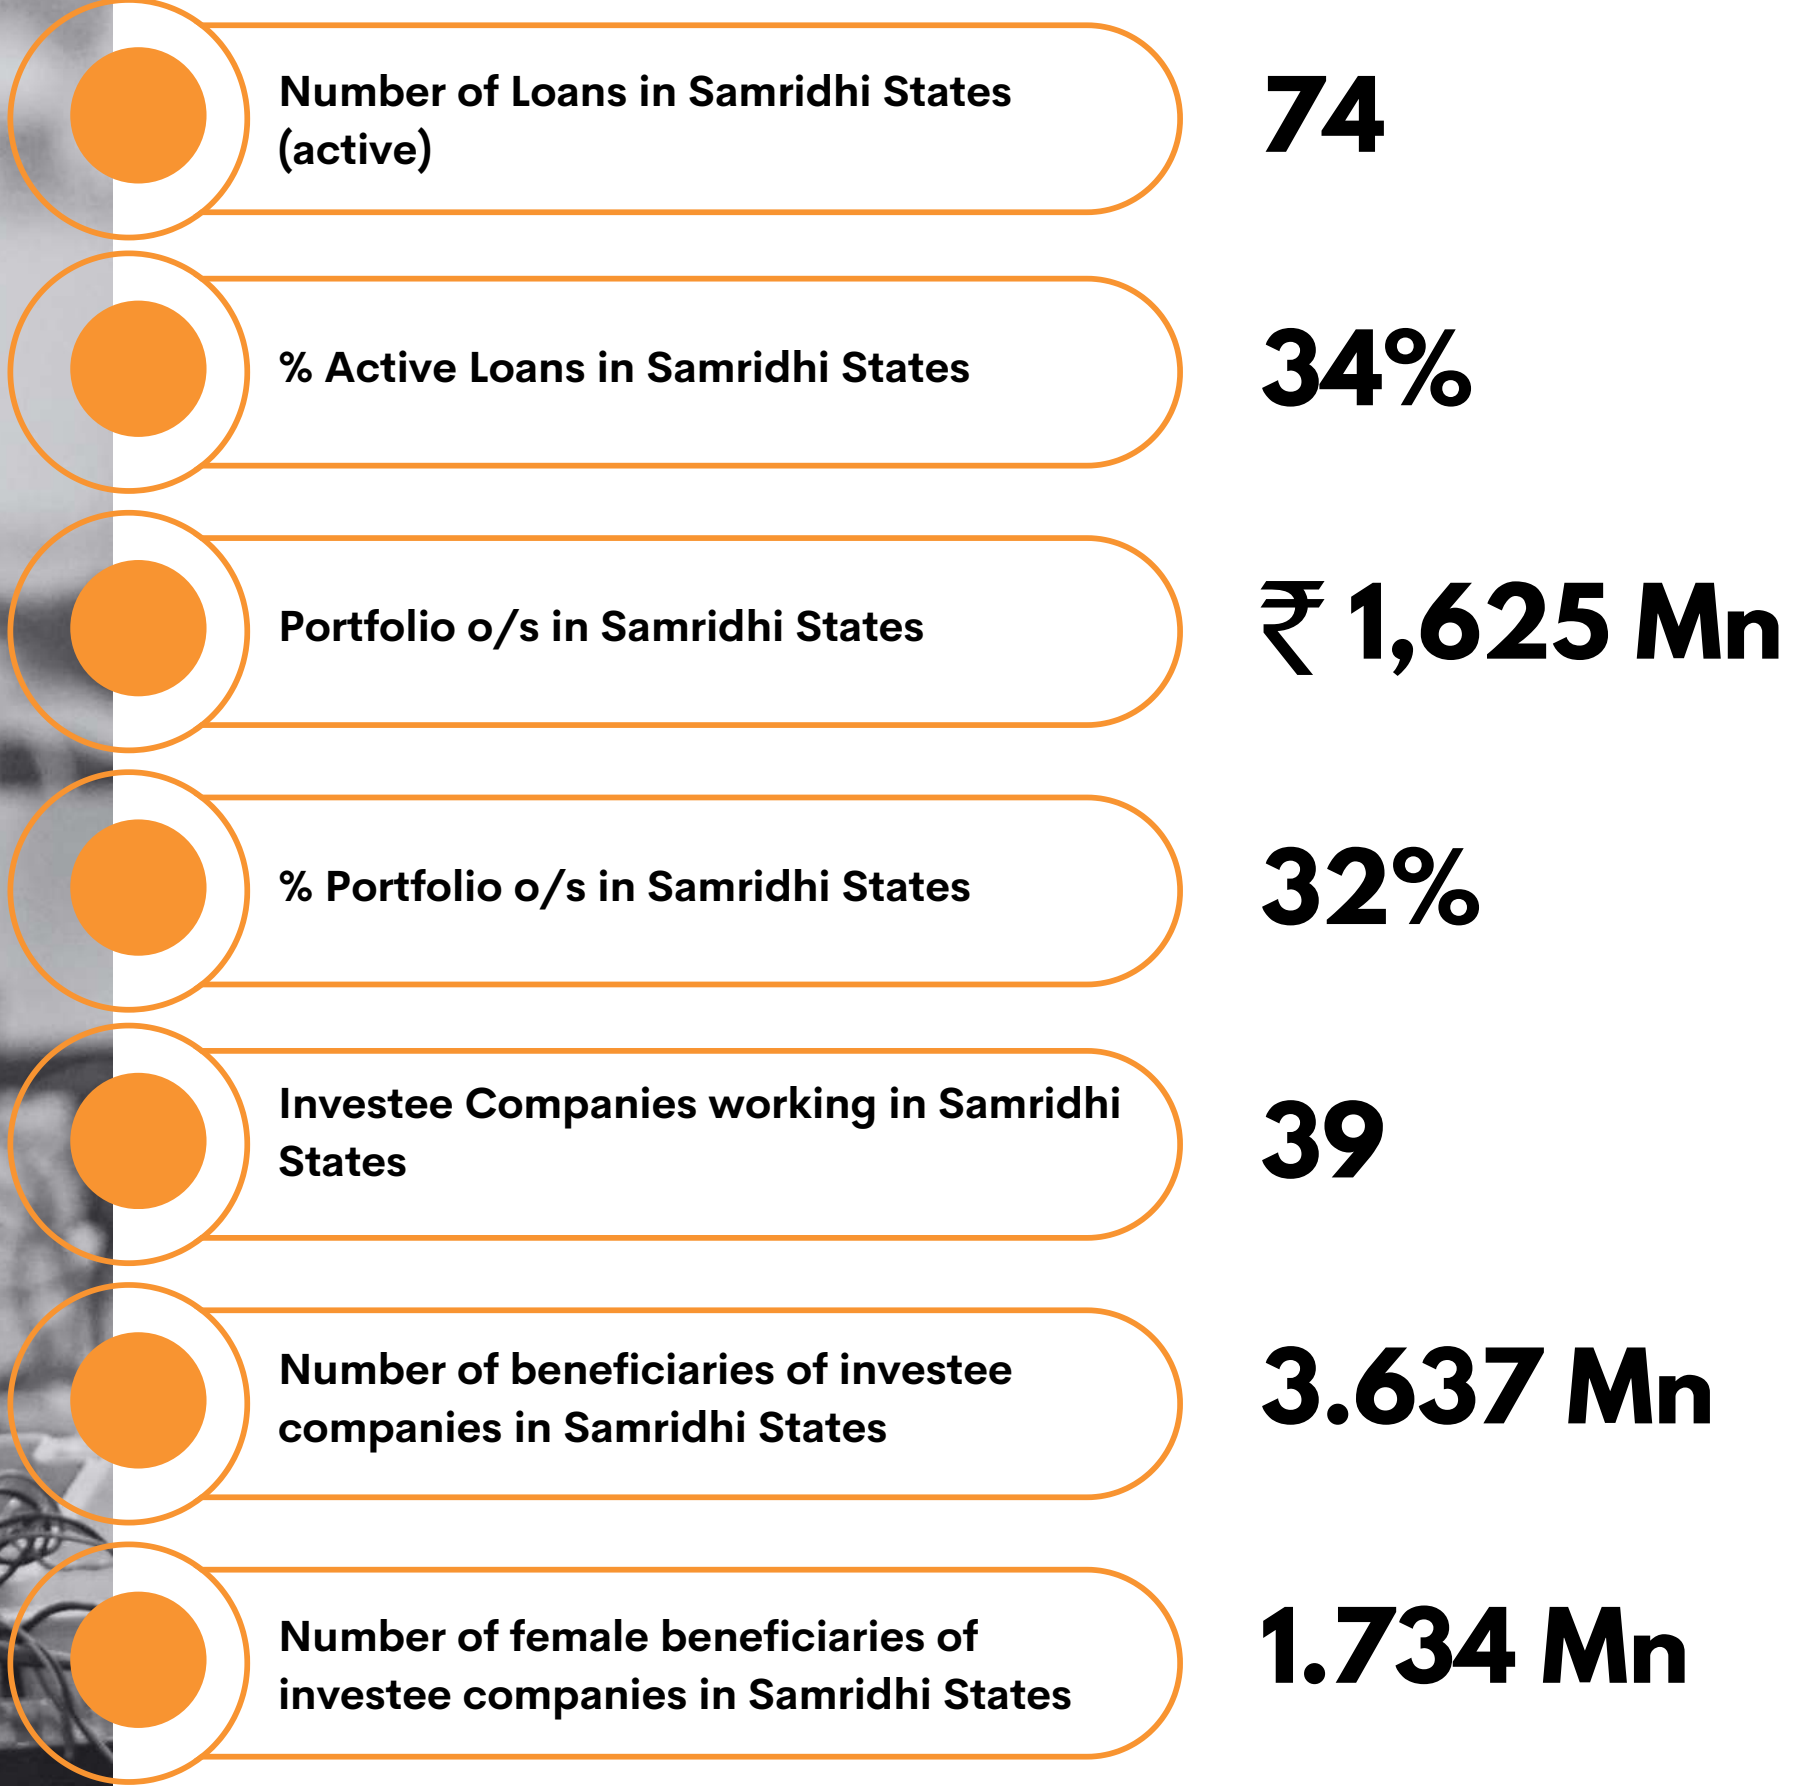 Number of Loans in Samridhi States
(active)
74
% Active Loans in Samridhi States
34%
Portfolio o/s in Samridhi States
₹ 1,625 Mn
% Portfolio o/s in Samridhi States
32%
Investee Companies working in Samridhi
States
39
Number of beneficiaries of investee
companies in Samridhi States
3.637 Mn
Number of female beneficiaries of
investee companies in Samridhi States
1.734 Mn